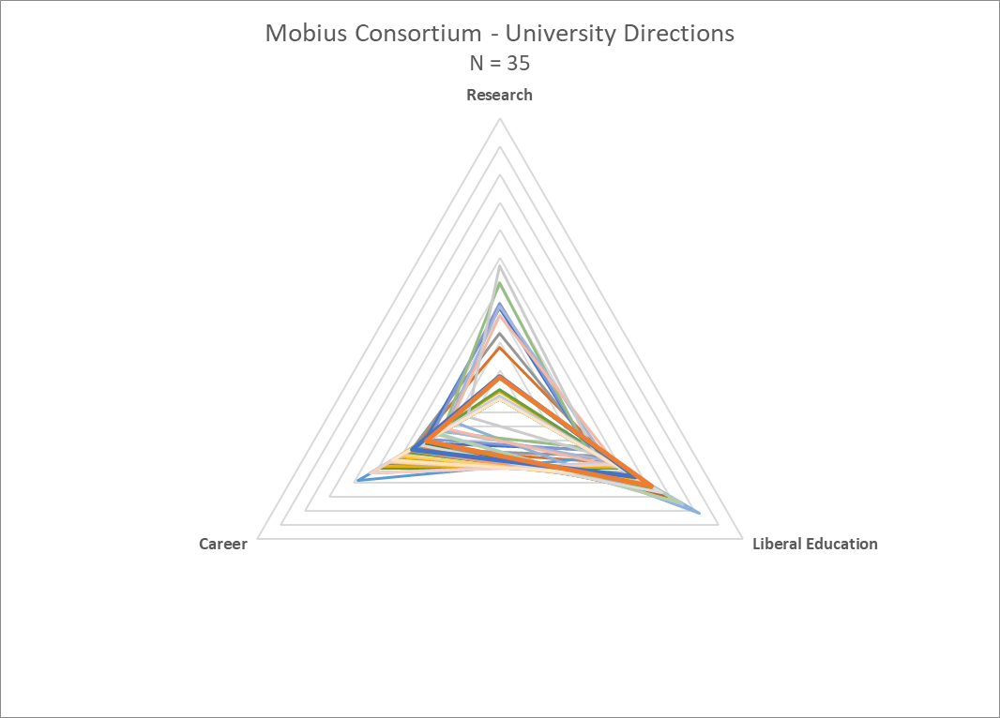 Mobius Consortium - University Directions
N = 35
Research
Career
Liberal Education